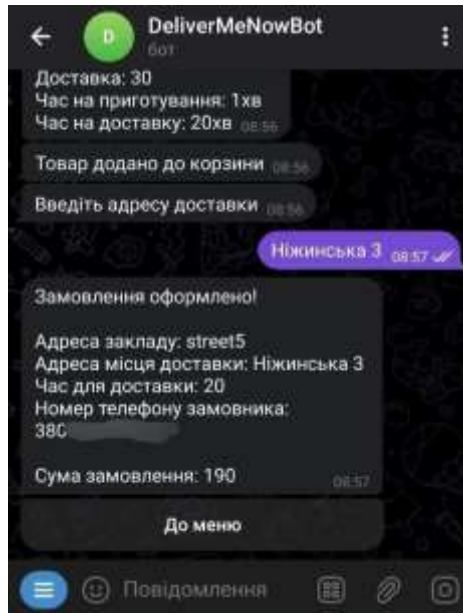 D
DeliverMeNowBot
бот
Доставка: 30
Час на приготування: 1хв
Час на доставку: 20хв 08:56
Товар додано до корзини 08:56
Введіть адресу доставки 08:56
Ніжинська 3 08:57
Замовлення оформлено!
Адреса закладу: street5
Адреса місця доставки: Ніжинська 3
Час для доставки: 20
Номер телефону замовника:
380
Сума замовлення: 190 08:57
До меню
Повідомлення